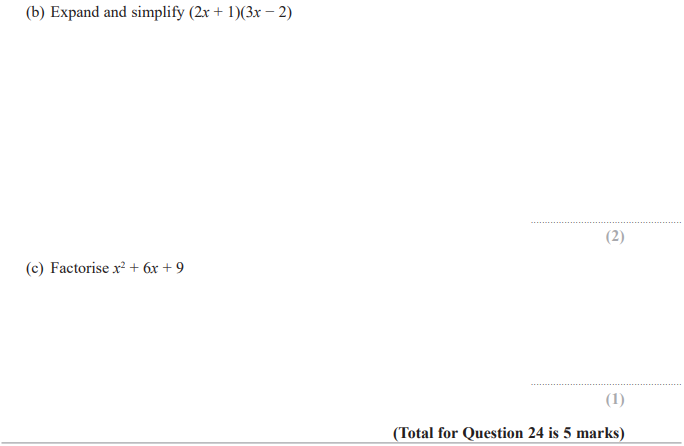 (b) Expand and simplify (2x + 1)(3x − 2)
(2)
(c) Factorise x² + 6x + 9
(1)
(Total for Question 24 is 5 marks)